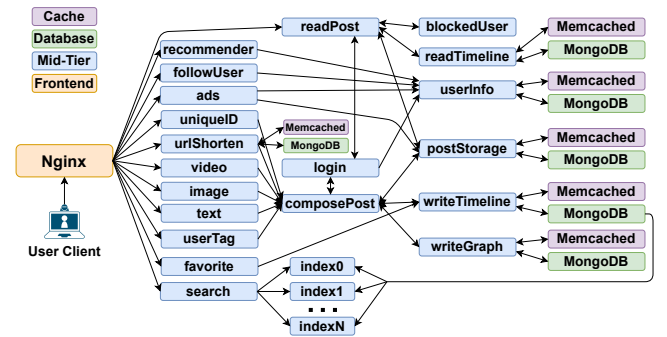 Cache
Database
Mid-Tier
Frontend
Nginx
User Client
recommender
followUser
ads
uniqueID
urlShorten
video
image
text
userTag
favorite
search
Memcached
MongoDB
readPost
login
composePost
index0
index1
...
indexN
blockedUser
readTimeline
userInfo
postStorage
writeTimeline
writeGraph
Memcached
MongoDB
Memcached
MongoDB
Memcached
MongoDB
Memcached
MongoDB
Memcached
MongoDB